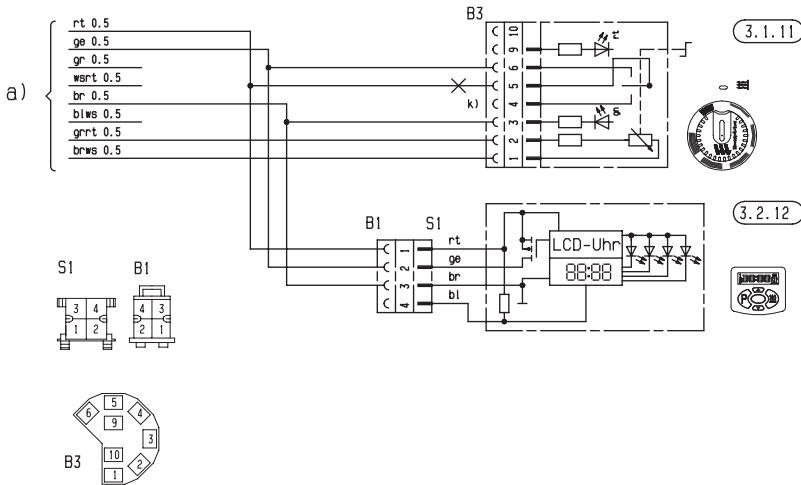 a)
rt 0.5
ge 0.5
gr 0.5
wsrt 0.5
br 0.5
blws 0.5
grrt 0.5
brws 0.5
B3
10
9
6
5
4
3
2
1
rt
gn
k)
3.1.11
B1
S1
1
2
3
4
rt
ge
br
bl
LCD-Uhr
88:88
3.2.12
P
S1
3 4
1 2
B1
4 3
2 1
B3
5
6
4
9
3
10
2
1